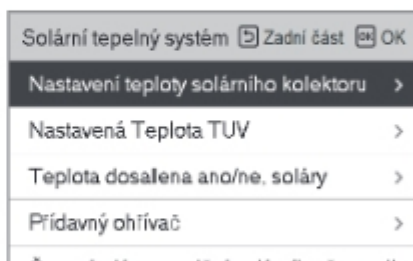 Solární tepelný systém Zadní část OK
Nastavení teploty solárního kolektoru
Nastavená Teplota TUV
Teplota dosaľena ano/ne, soláry
Přídavný ohřívač